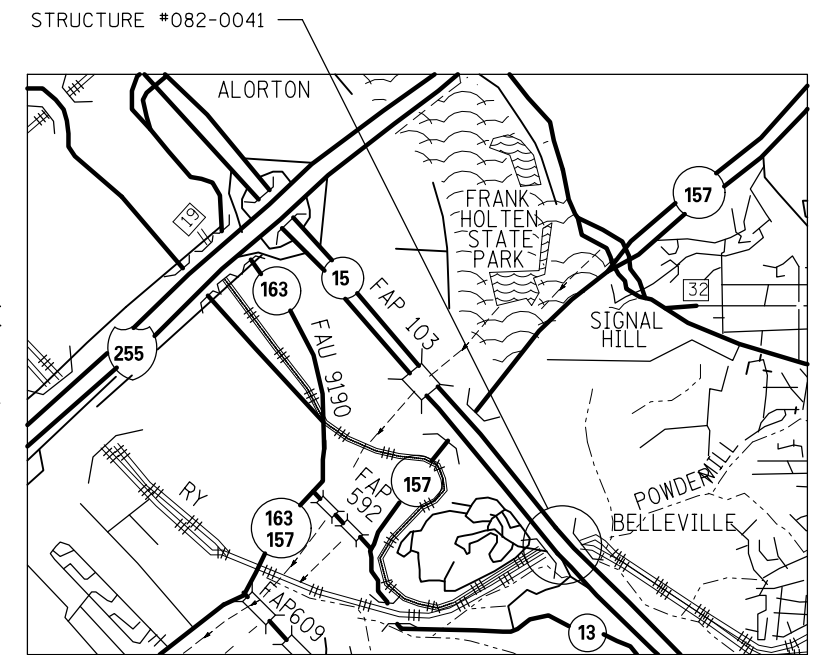 STRUCTURE #082-0041
ALORTON
157
FRANK
HOLTEN
STATE
PARK
19
163
15
32
FAP 103
SIGNAL
HILL
255
FAU 9190
157
FAP
592
RY
POWDERMILL
BELLEVILLE
163
157
FAP609
13